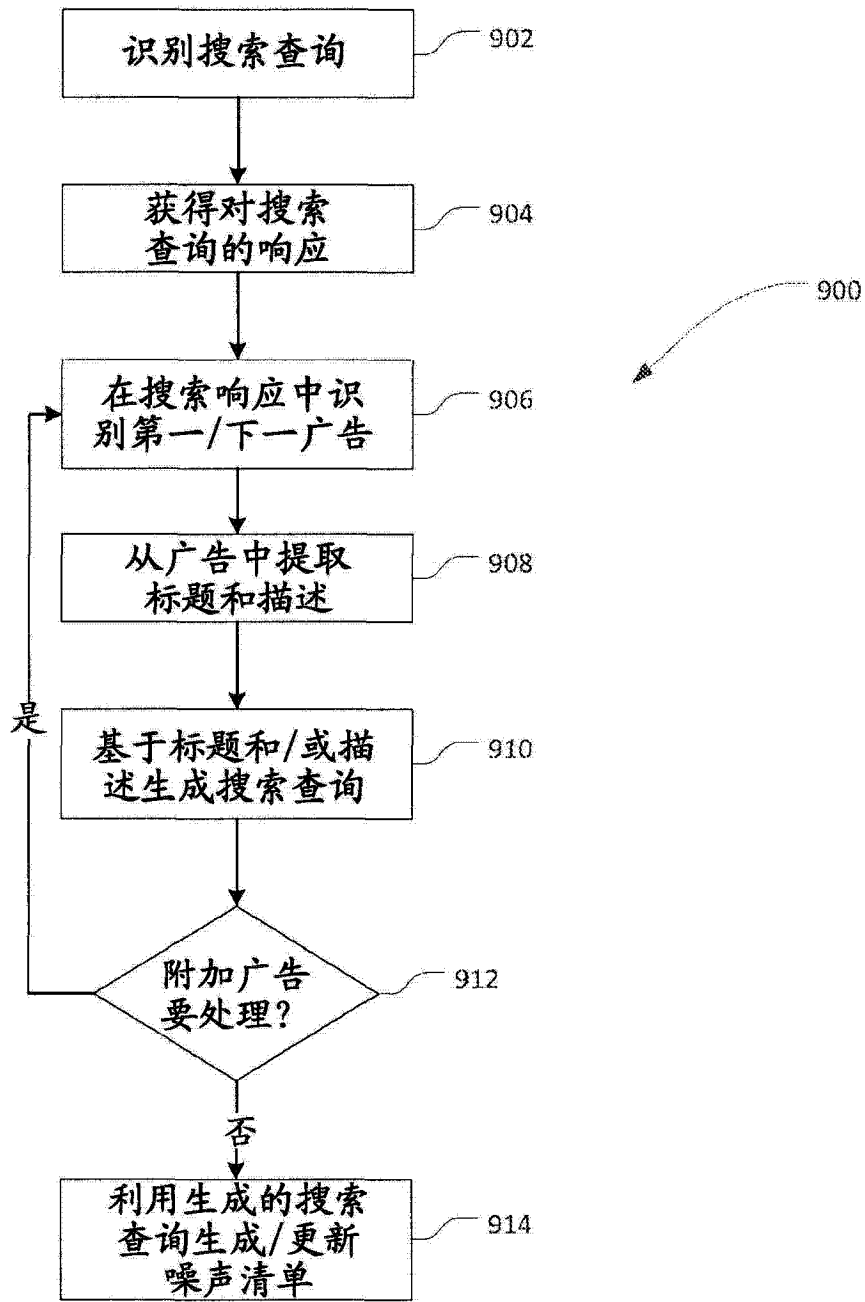 识别搜索查询
902
获得对搜索
查询的响应
904
900
在搜索响应中识
别第一/下一广告
906
从广告中提取
标题和描述
908
是
基于标题和/或描
述生成搜索查询
910
附加广告
要处理?
912
否
利用生成的搜索
查询生成/更新
噪声清单
914